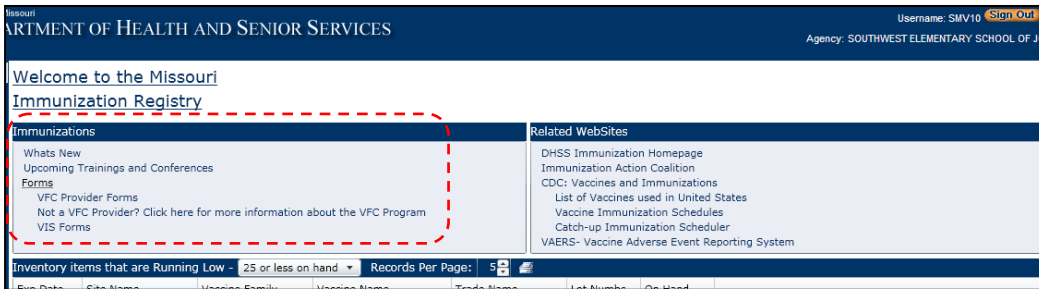 Missouri
ARTMENT OF HEALTH AND SENIOR SERVICES
Username: SMV10 Sign Out
Agency: SOUTHWEST ELEMENTARY SCHOOL OF J
Welcome to the Missouri
Immunization Registry
Immunizations
Whats New
Upcoming Trainings and Conferences
Forms
VFC Provider Forms
Not a VFC Provider? Click here for more information about the VFC Program
VIS Forms
Related WebSites
DHSS Immunization Homepage
Immunization Action Coalition
CDC: Vaccines and Immunizations
List of Vaccines used in United States
Vaccine Immunization Schedules
Catch-up Immunization Scheduler
VAERS- Vaccine Adverse Event Reporting System
Inventory items that are Running Low - 25 or less on hand Records Per Page: 5
Exp Date Site Name Vaccine Family Vaccine Name Trade Name Lot Numbe On Hand